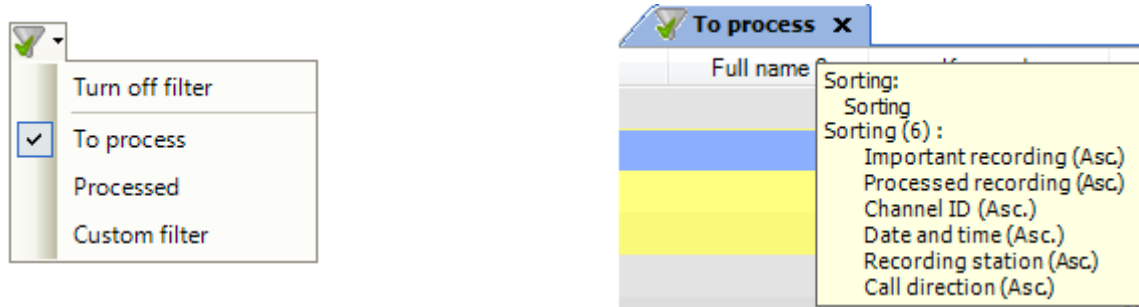 Turn off filter
To process
Processed
Custom filter
To process x
Full name
Sorting:
Sorting
Sorting (6) :
Important recording (Asc.)
Processed recording (Asc.)
Channel ID (Asc.)
Date and time (Asc.)
Recording station (Asc.)
Call direction (Asc.)